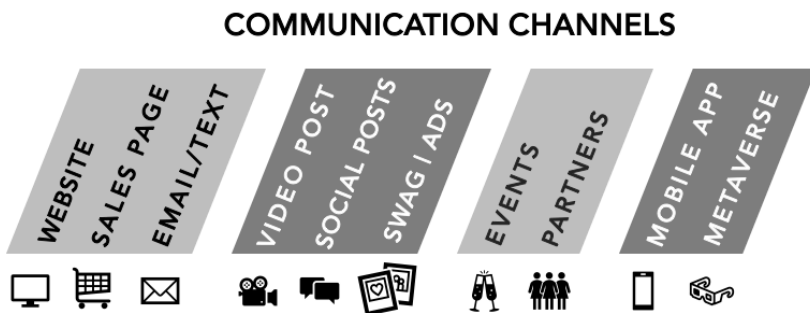 COMMUNICATION CHANNELS
WEBSITE
SALES PAGE
EMAIL/TEXT
VIDEO POST
SOCIAL POSTS
SWAG | ADS
EVENTS
PARTNERS
MOBILE APP
METAVERSE